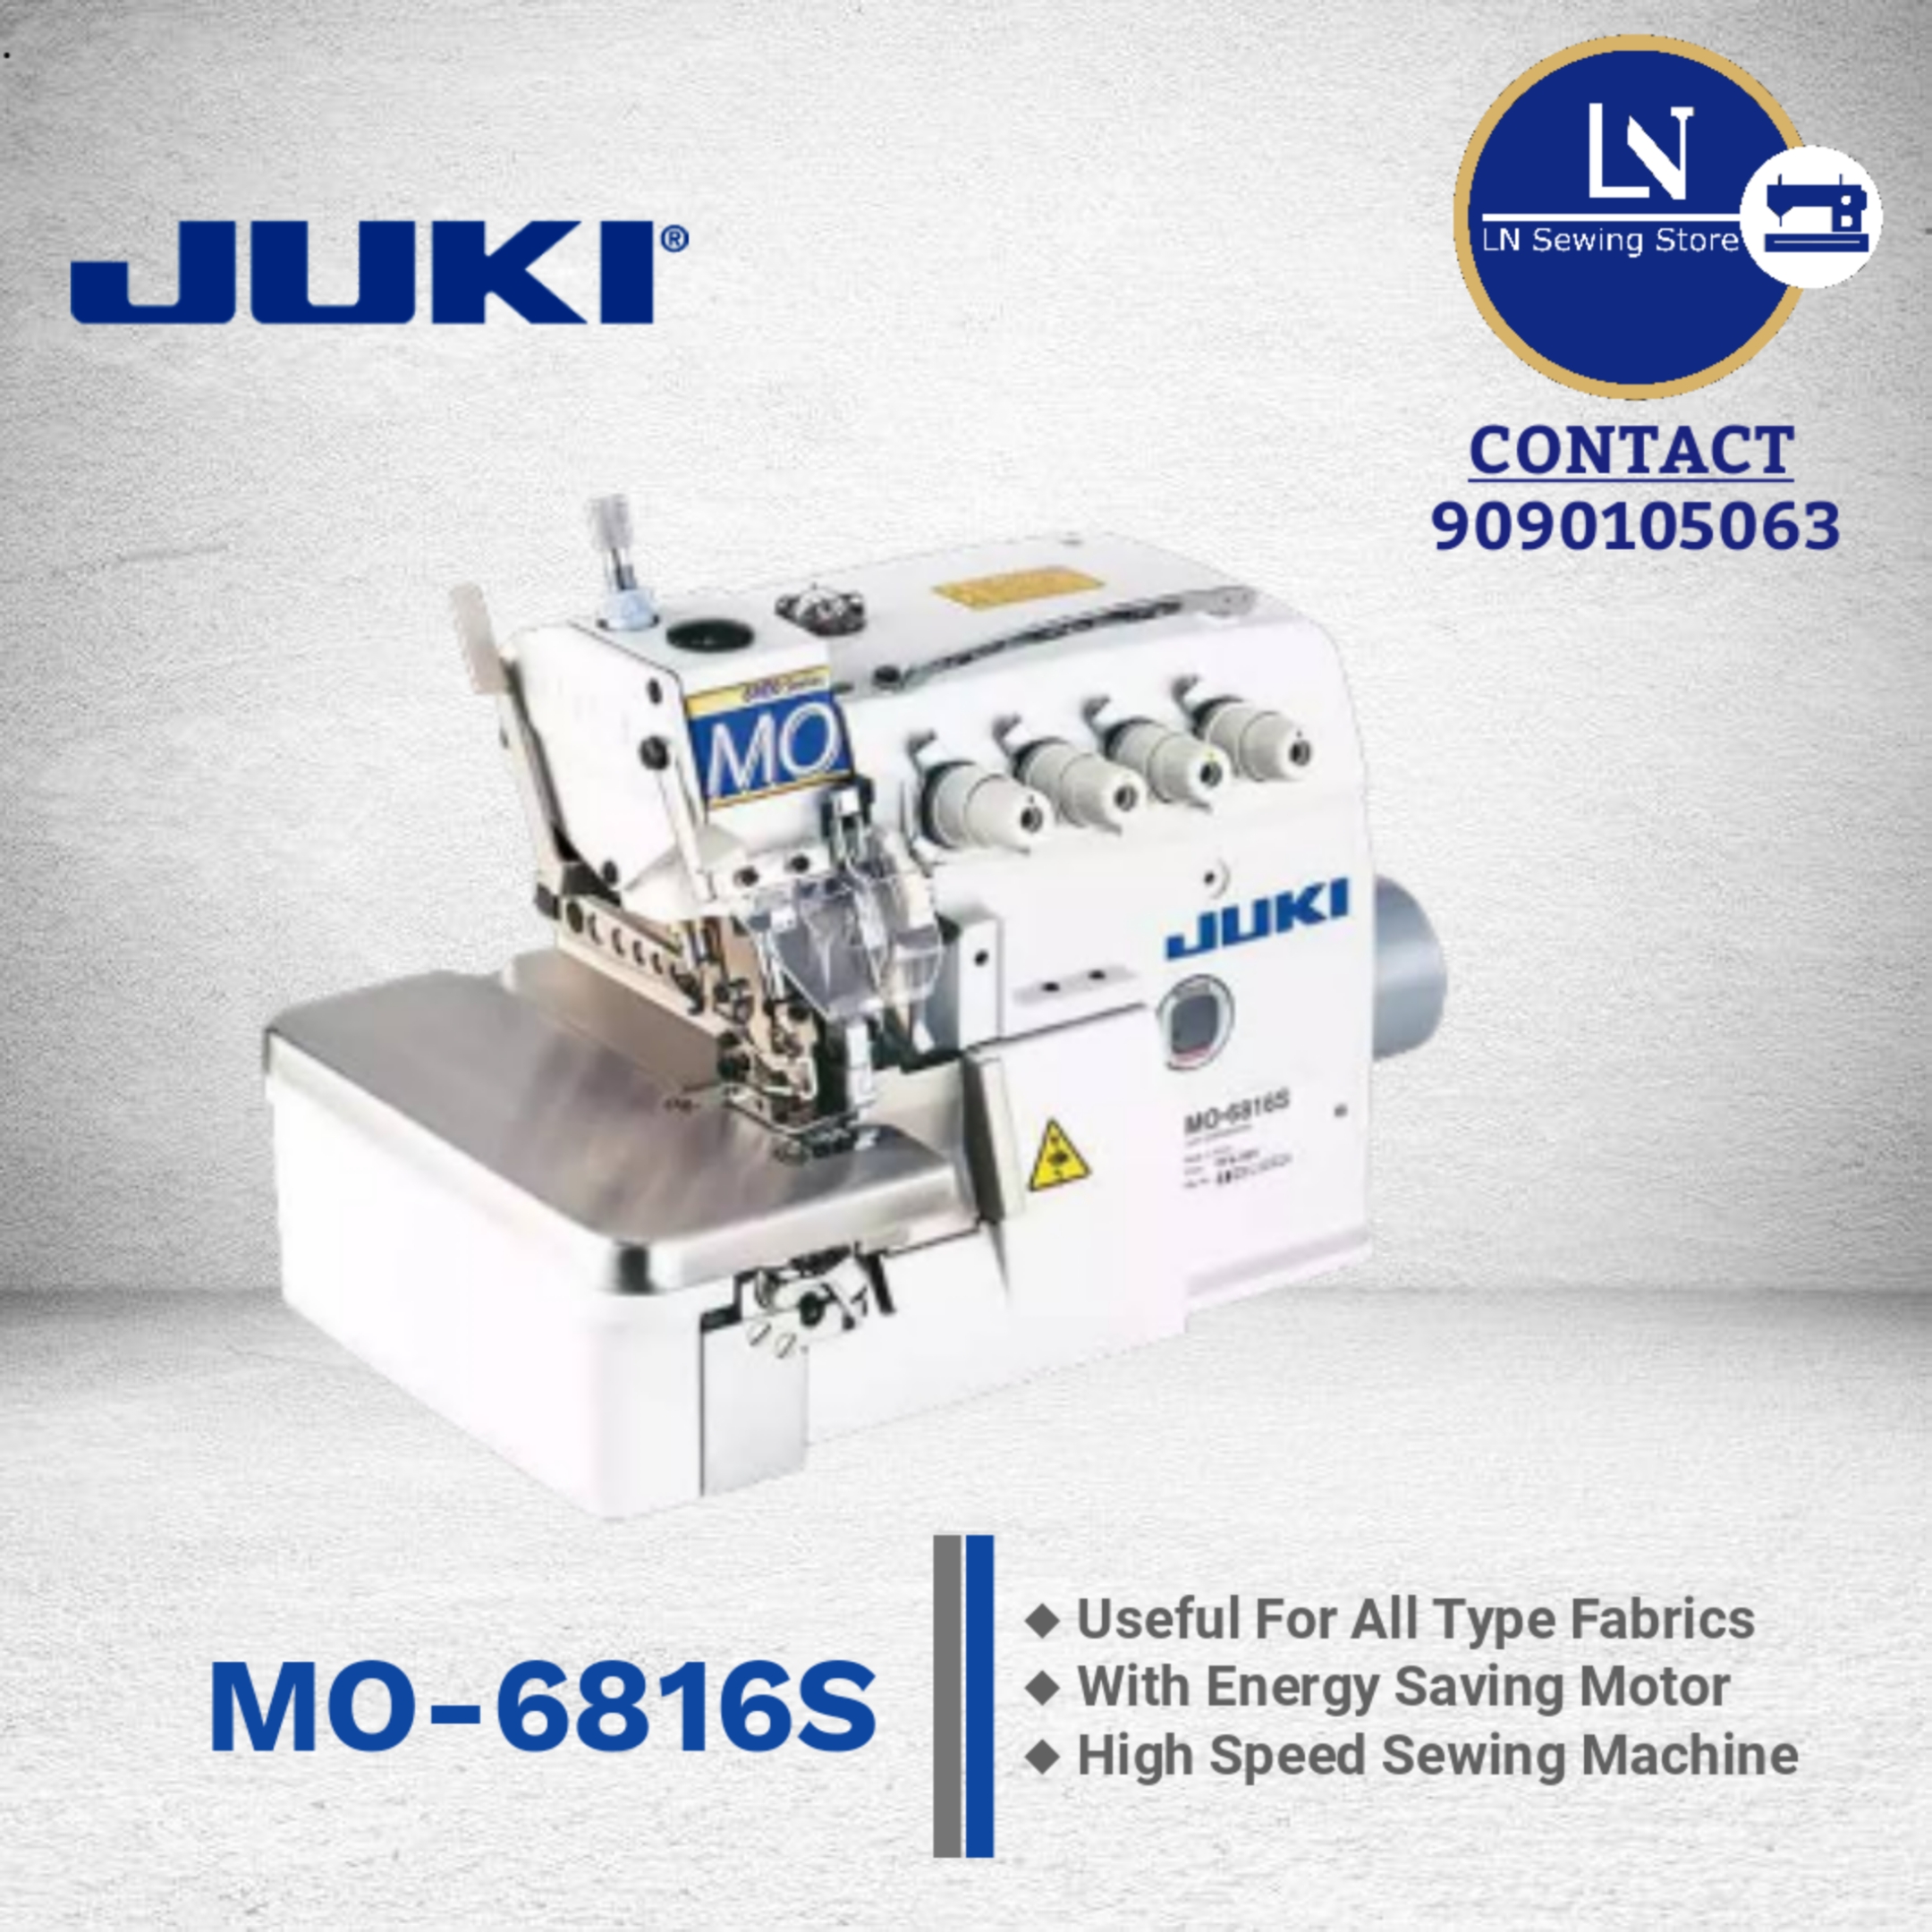 JUKI®
LN
LN Sewing Store
CONTACT
9090105063
MO
JUKI
MO-6816S
MO-6816S
◆ Useful For All Type Fabrics
◆ With Energy Saving Motor
◆ High Speed Sewing Machine